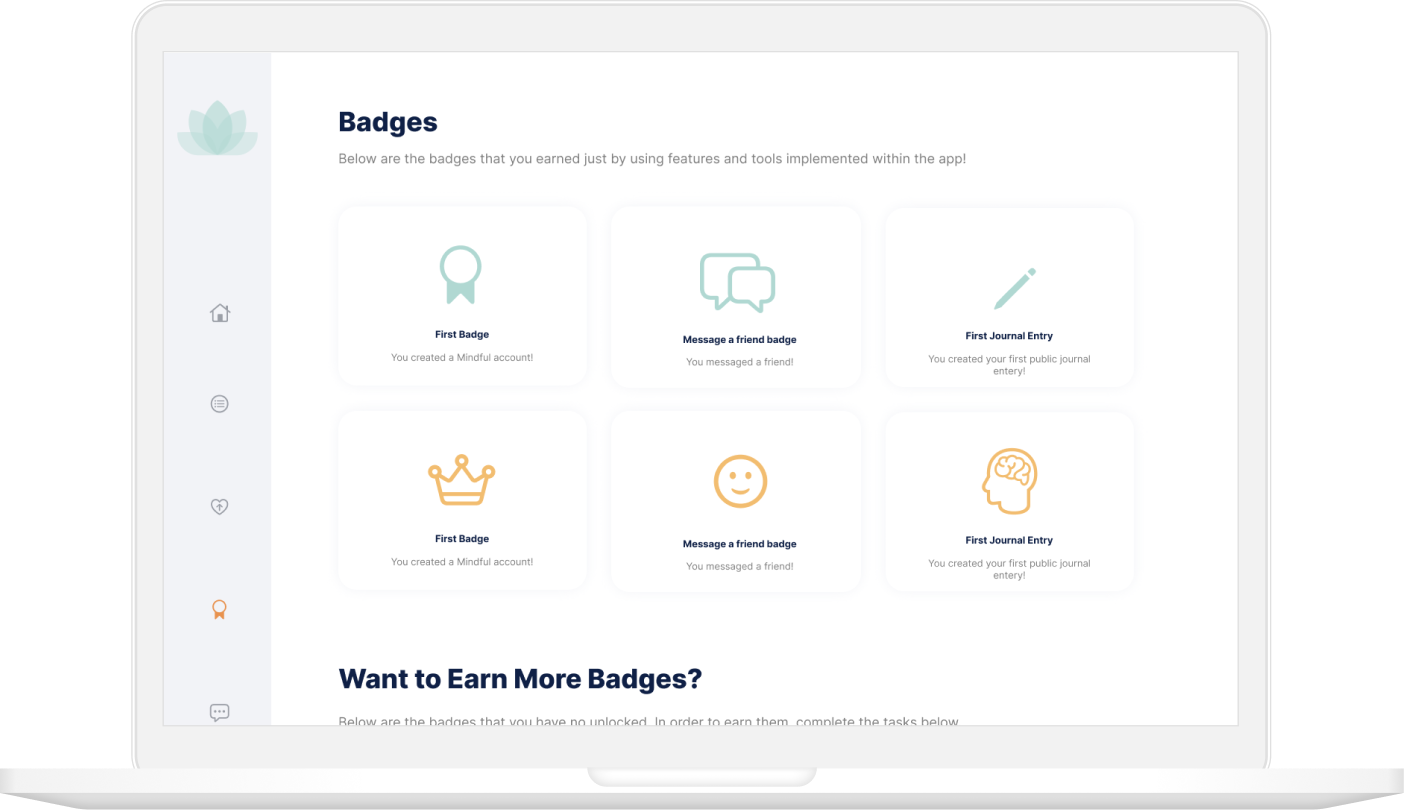 Badges
Below are the badges that you earned just by using features and tools implemented within the app!
First Badge
You created a Mindful account!
Message a friend badge
You messaged a friend!
First Journal Entry
You created your first public journal
entery!
First Badge
You created a Mindful account!
Message a friend badge
You messaged a friend!
First Journal Entry
You created your first public journal
entery!
Want to Earn More Badges?
Below are the badges that you have no unlocked. In order to earn them, complete the tasks below